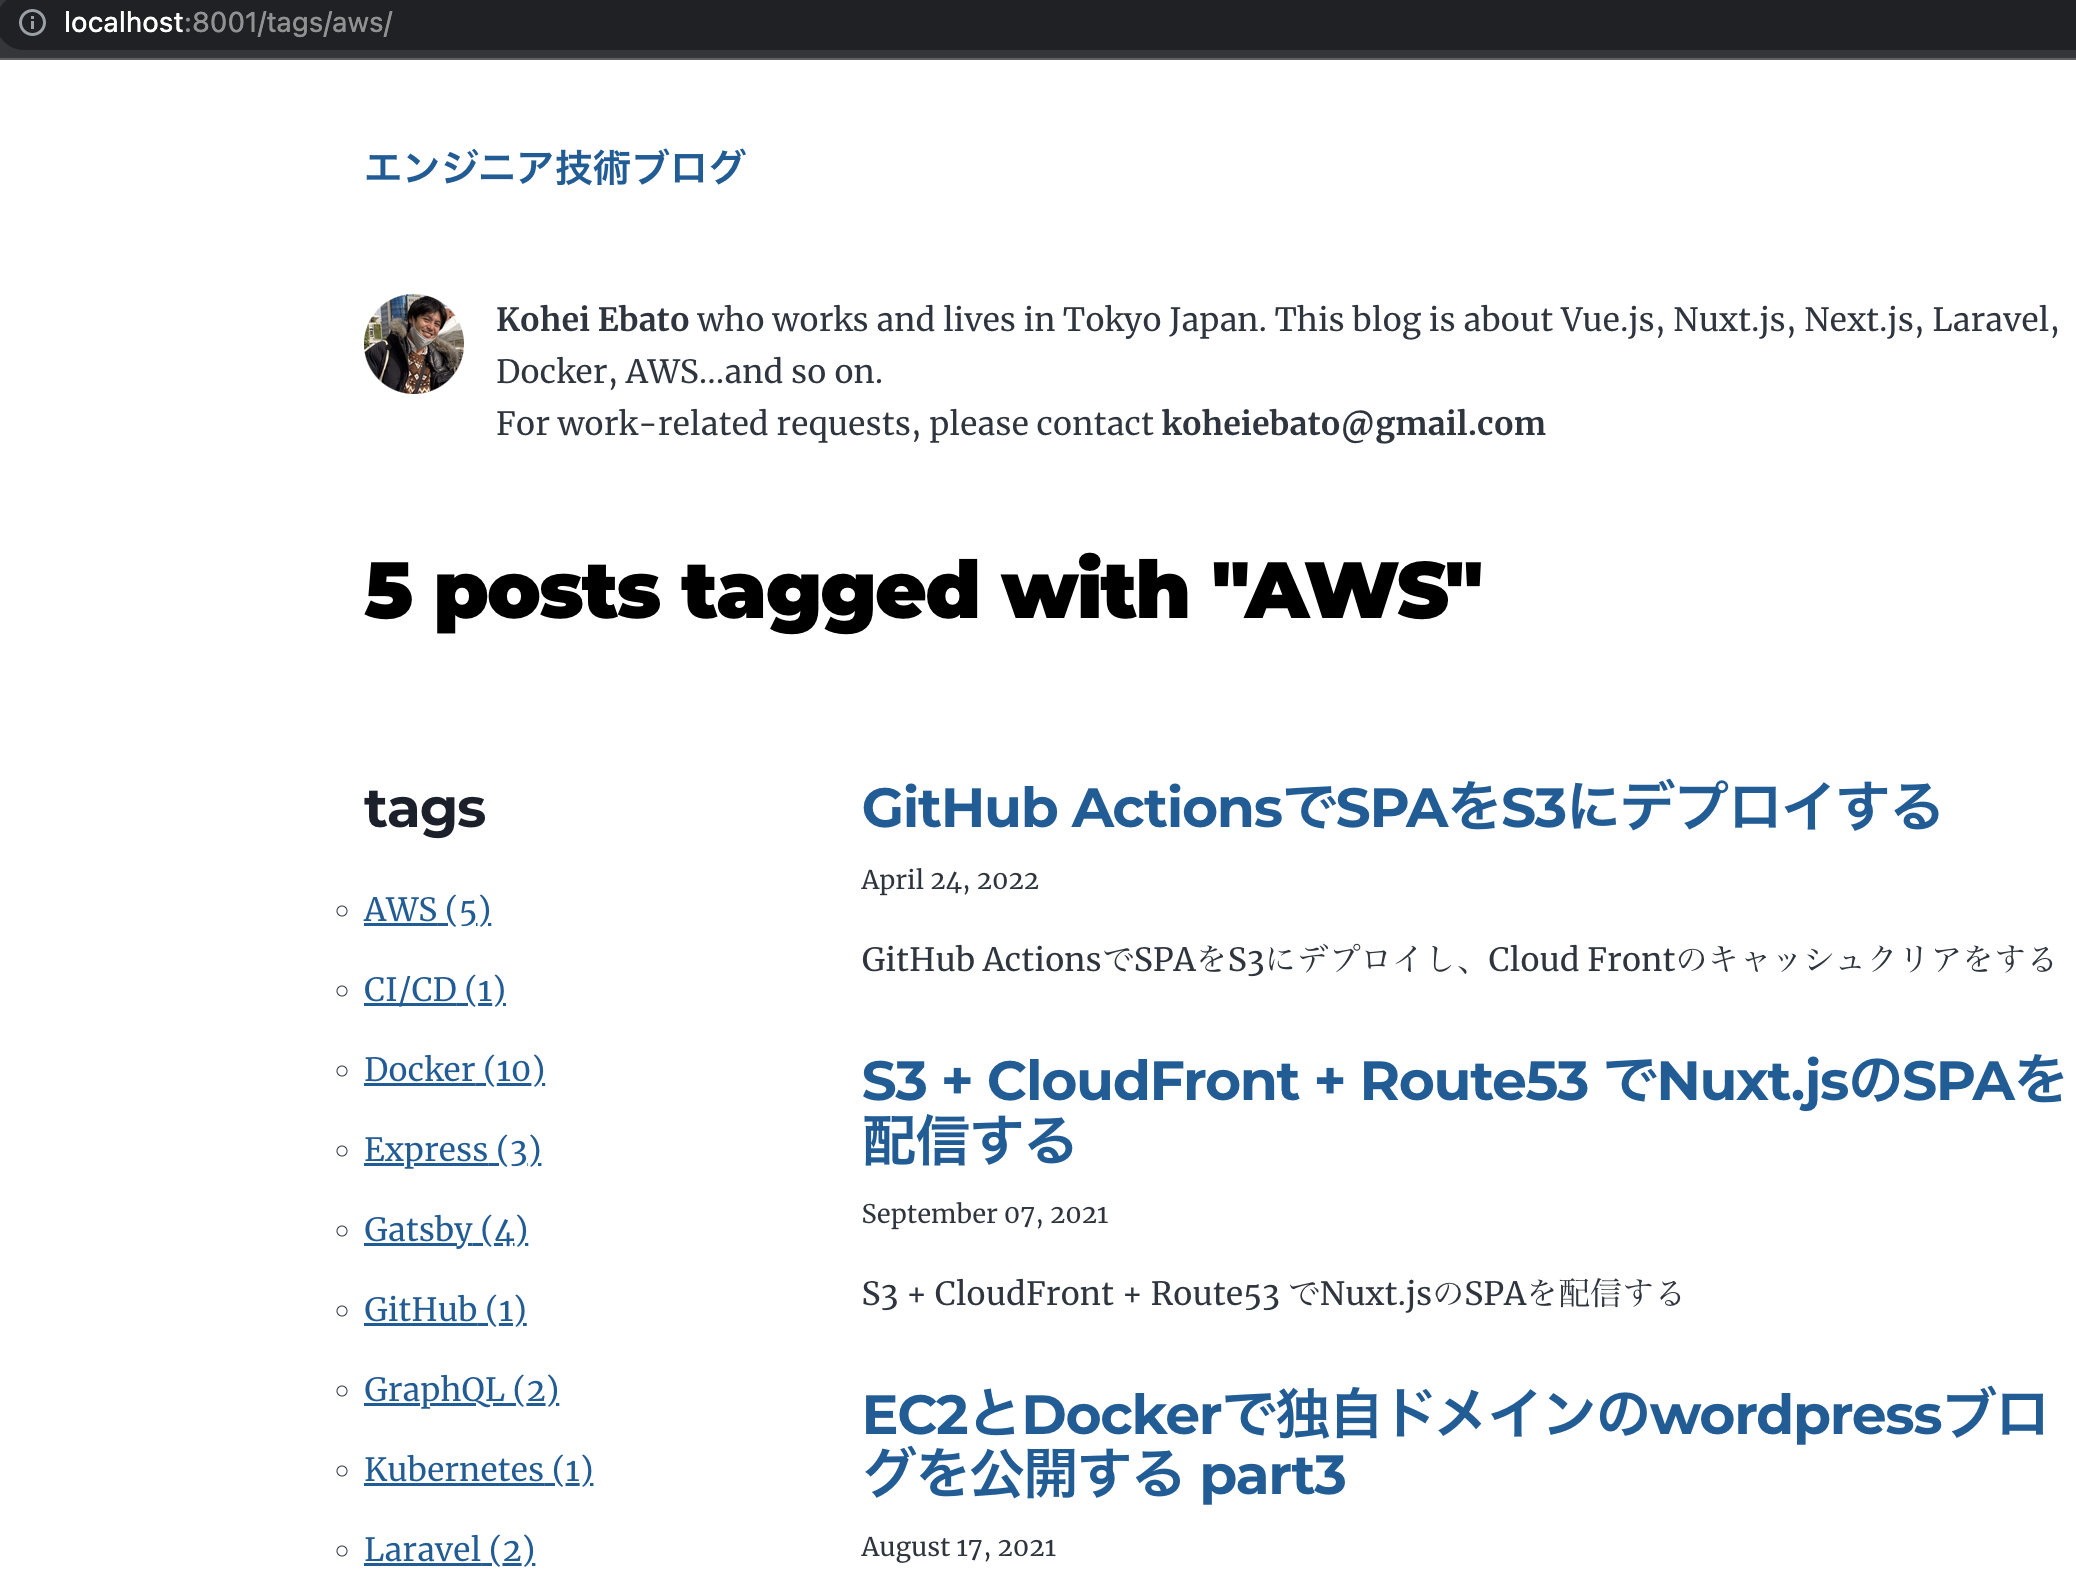 localhost:8001/tags/aws/
エンジニア技術ブログ
Kohei Ebato who works and lives in Tokyo Japan. This blog is about Vue.js, Nuxt.js, Next.js, Laravel,
Docker, AWS...and so on.
For work-related requests, please contact koheiebato@gmail.com
5 posts tagged with "AWS"
tags
AWS (5)
CI/CD (1)
Docker (10)
Express (3)
Gatsby (4)
GitHub (1)
GraphQL (2)
Kubernetes (1)
Laravel (2)
GitHub ActionsでSPAをS3にデプロイする
April 24, 2022
GitHub ActionsでSPAをS3にデプロイし、Cloud Frontのキャッシュクリアをする
S3 + CloudFront + Route53 でNuxt.jsのSPAを
配信する
September 07, 2021
S3 + CloudFront + Route53 でNuxt.jsのSPAを配信する
EC2とDockerで独自ドメインのwordpressブロ
グを公開する part3
August 17, 2021